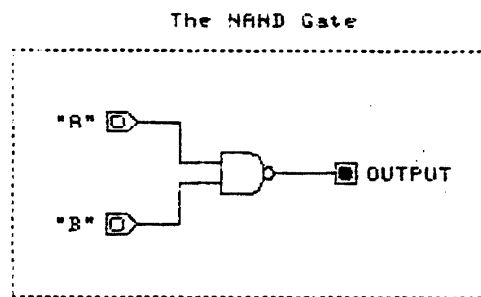 The NAND Gate
"A"
OUTPUT
"B"